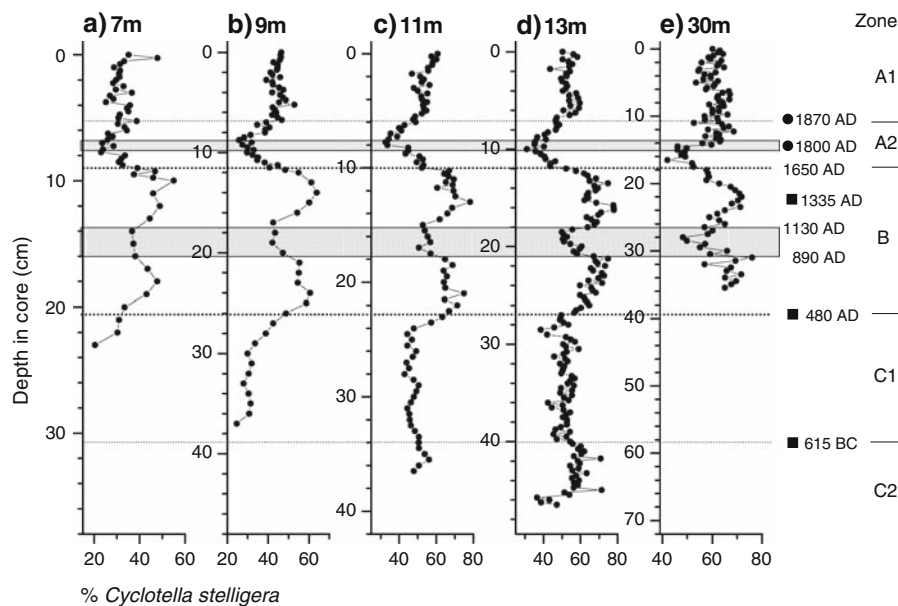 a) 7m b) 9m c) 11m d) 13m e) 30m Zone
0 0 0 0 0 A1
10 1870 AD
1800 AD A2
10 10 10 10 1650 AD
10 20 1335 AD
1130 AD B
20 20 20 30 890 AD
20 480 AD
30 30 30 40
50 C1
30 40 40 40 60 615 BC
C2
40 70
Depth in core (cm)
20 40 60 20 40 60 40 60 80 20 40 60 80 40 60 80
% Cyclotella stelligera